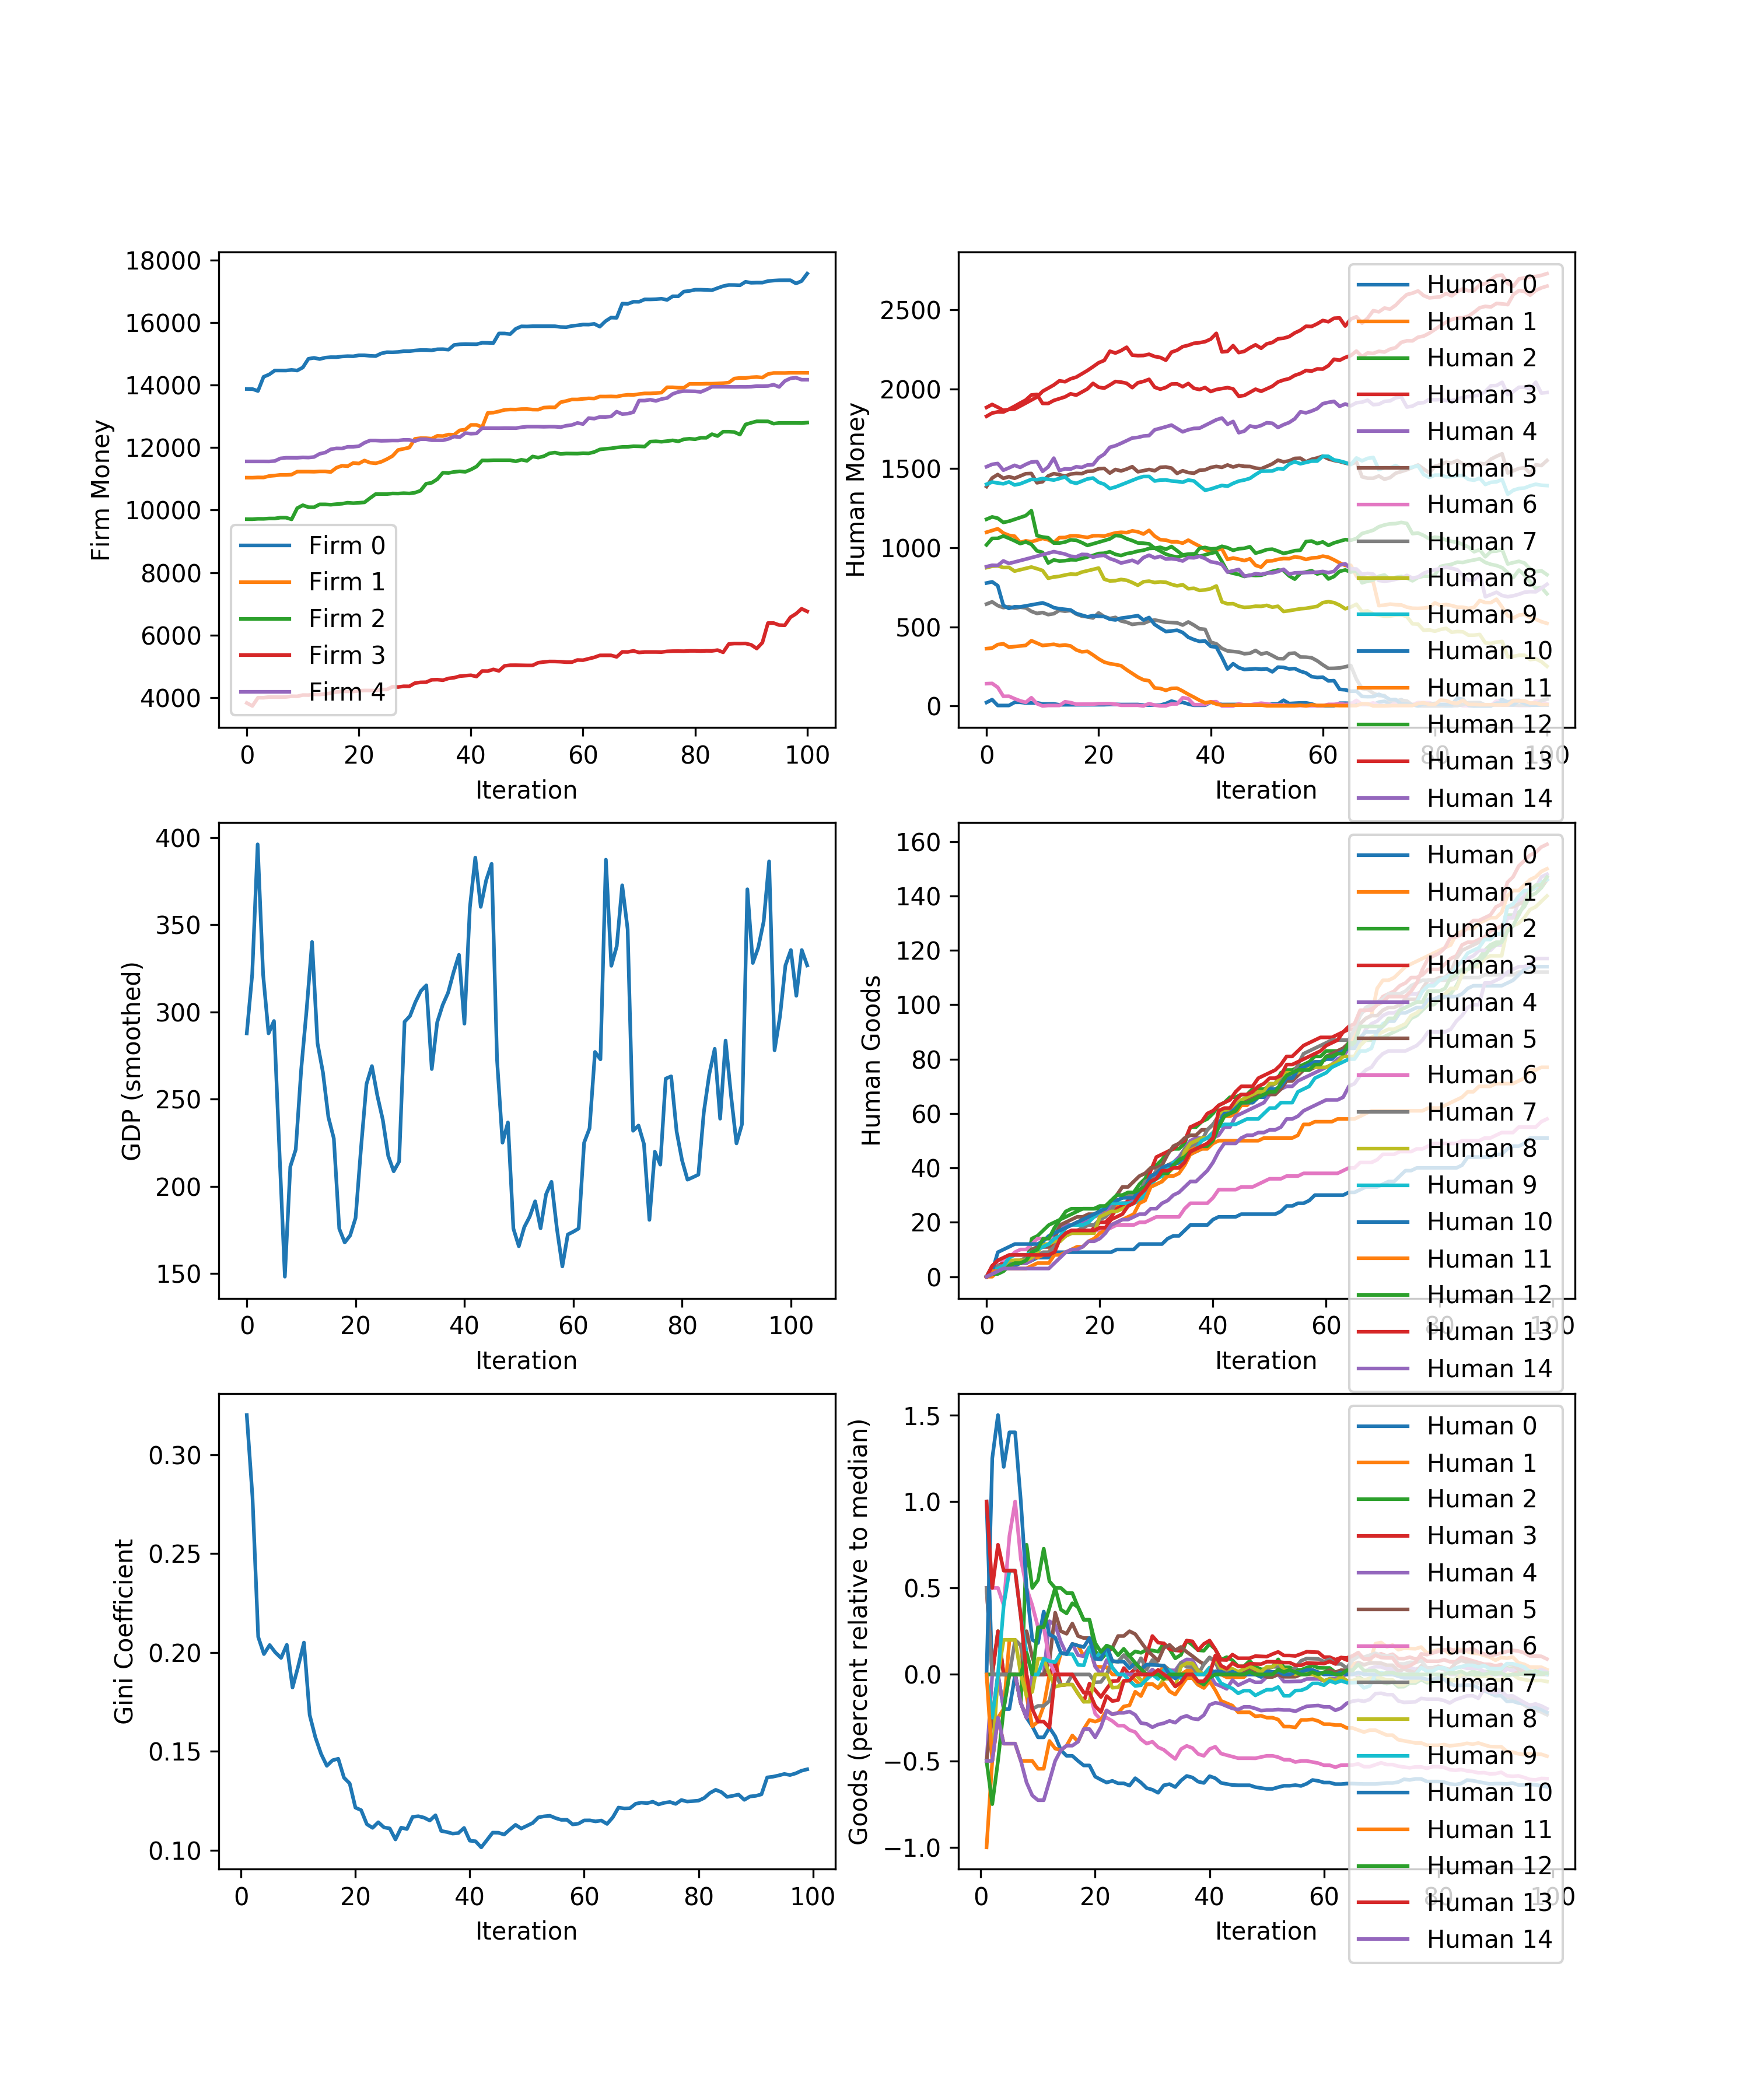 18000
16000
14000
12000
10000
8000
6000
4000
Firm Money
Firm 0
Firm 1
Firm 2
Firm 3
Firm 4
0 20 40 60 80 100
Iteration
2500
2000
1500
1000
500
0
Human Money
Human 0
Human 1
Human 2
Human 3
Human 4
Human 5
Human 6
Human 7
Human 8
Human 9
Human 10
Human 11
Human 12
Human 13
Human 14
0 20 40 60 80 100
Iteration
400
350
300
250
200
150
GDP (smoothed)
0 20 40 60 80 100
Iteration
160
140
120
100
80
60
40
20
0
Human Goods
Human 0
Human 1
Human 2
Human 3
Human 4
Human 5
Human 6
Human 7
Human 8
Human 9
Human 10
Human 11
Human 12
Human 13
Human 14
0 20 40 60 80 100
Iteration
0.30
0.25
0.20
0.15
0.10
Gini Coefficient
0 20 40 60 80 100
Iteration
1.5
1.0
0.5
0.0
−0.5
−1.0
Goods (percent relative to median)
Human 0
Human 1
Human 2
Human 3
Human 4
Human 5
Human 6
Human 7
Human 8
Human 9
Human 10
Human 11
Human 12
Human 13
Human 14
0 20 40 60 80 100
Iteration